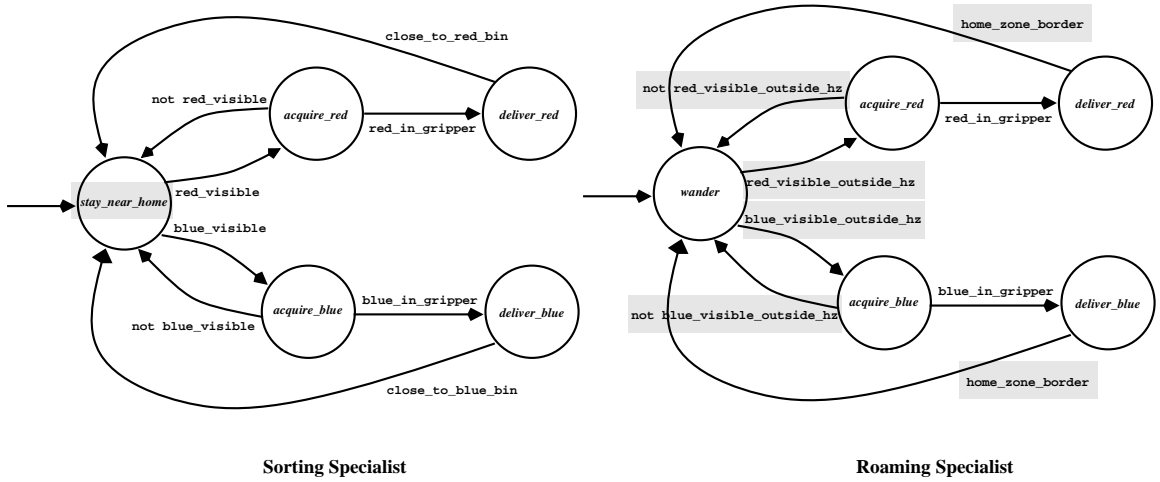 close_to_red_bin
not red_visible
acquire_red
deliver_red
red_in_gripper
red_visible
stay_near_home
blue_visible
blue_in_gripper
acquire_blue
deliver_blue
not blue_visible
close_to_blue_bin
Sorting Specialist
home_zone_border
not red_visible_outside_hz
acquire_red
deliver_red
red_in_gripper
red_visible_outside_hz
wander
blue_visible_outside_hz
blue_in_gripper
acquire_blue
deliver_blue
not blue_visible_outside_hz
home_zone_border
Roaming Specialist